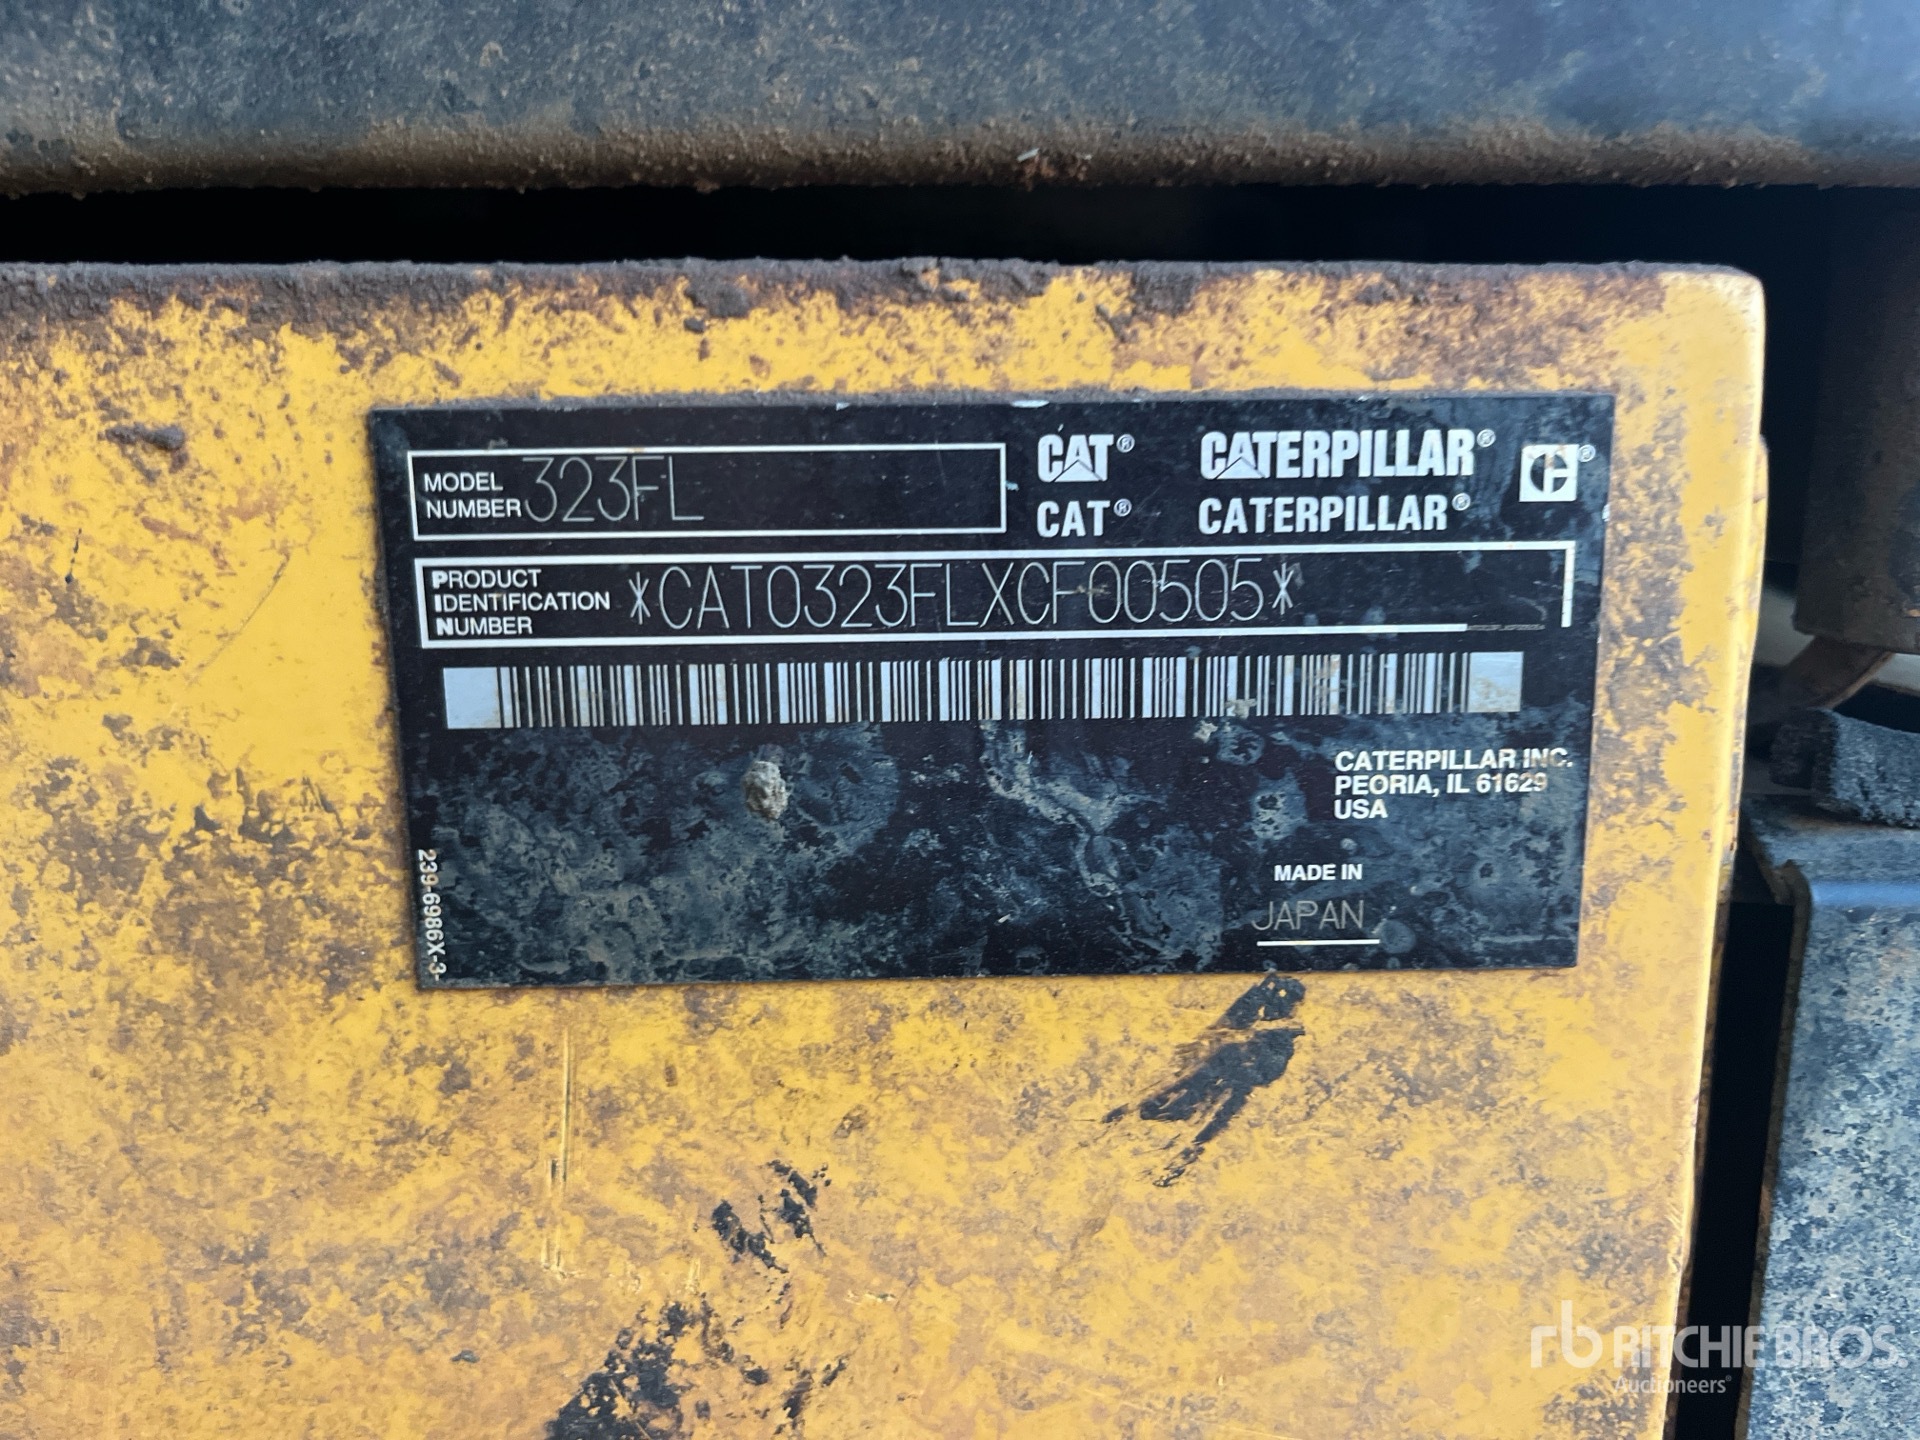 MODEL
NUMBER 323FL
CAT® CATERPILLAR®
CAT® CATERPILLAR®
PRODUCT
IDENTIFICATION
NUMBER
*CAT0323FLXCF00505*
CATERPILLAR INC.
PEORIA, IL 61629
USA
MADE IN
JAPAN
239-6986X-3
rb RITCHIE BROS.
Auctioneers®